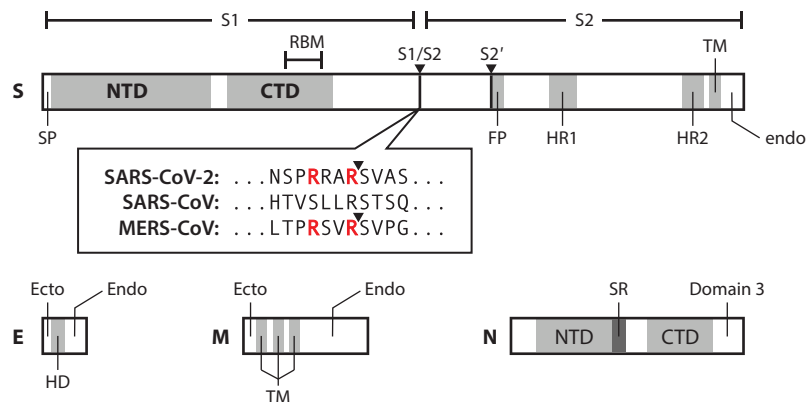 S1 S2
RBM S1/S2 S2′ TM
S NTD CTD
SP FP HR1 HR2 endo
SARS-CoV-2: ...NSPRRARSVAS...
SARS-CoV: HTVSLLRSTSQ
MERS-CoV: ...LTPRSVRSVPG...
Ecto Endo Ecto Endo SR Domain 3
E M N NTD CTD
HD TM